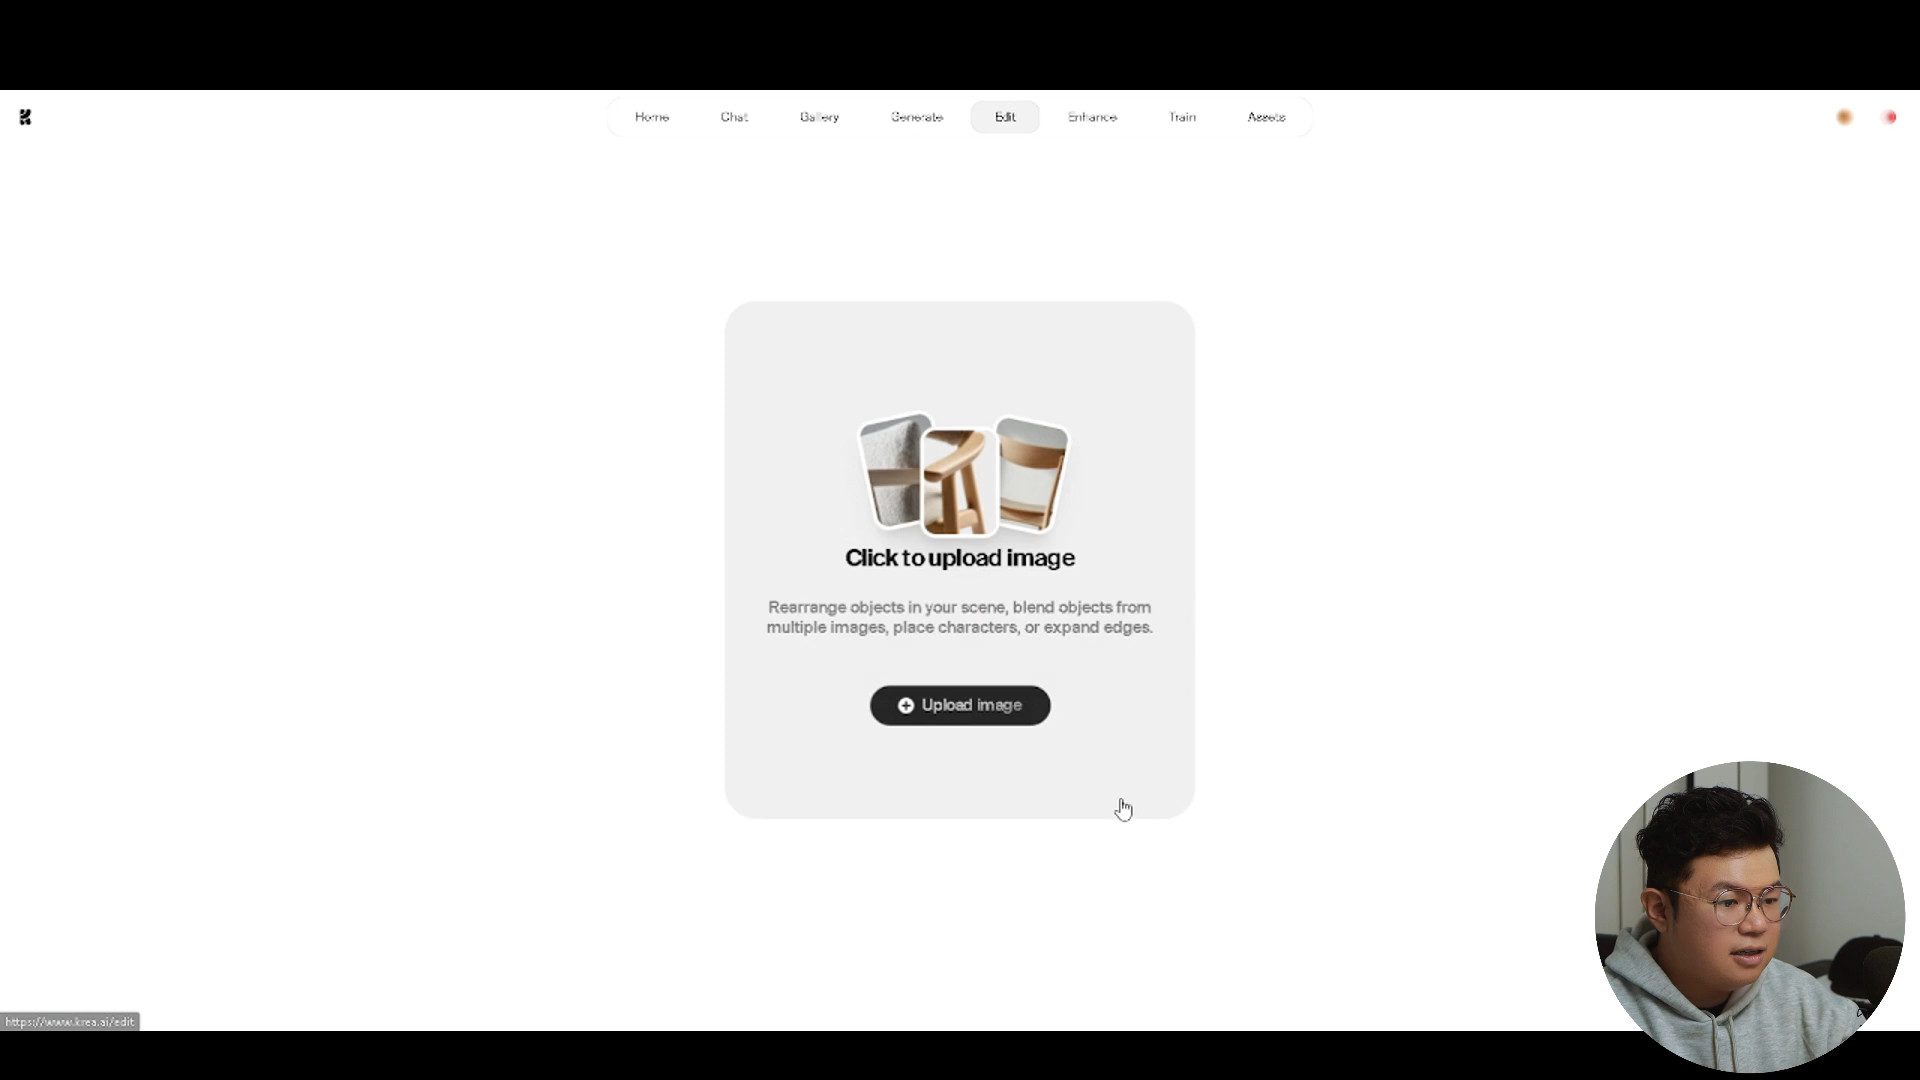 Home
Chat
Gallery
Generate
Edit
Enhance
Train
Assets
Click to upload image
Rearrange objects in your scene, blend objects from
multiple images, place characters, or expand edges.
Upload image
https://www.krea.ai/edit